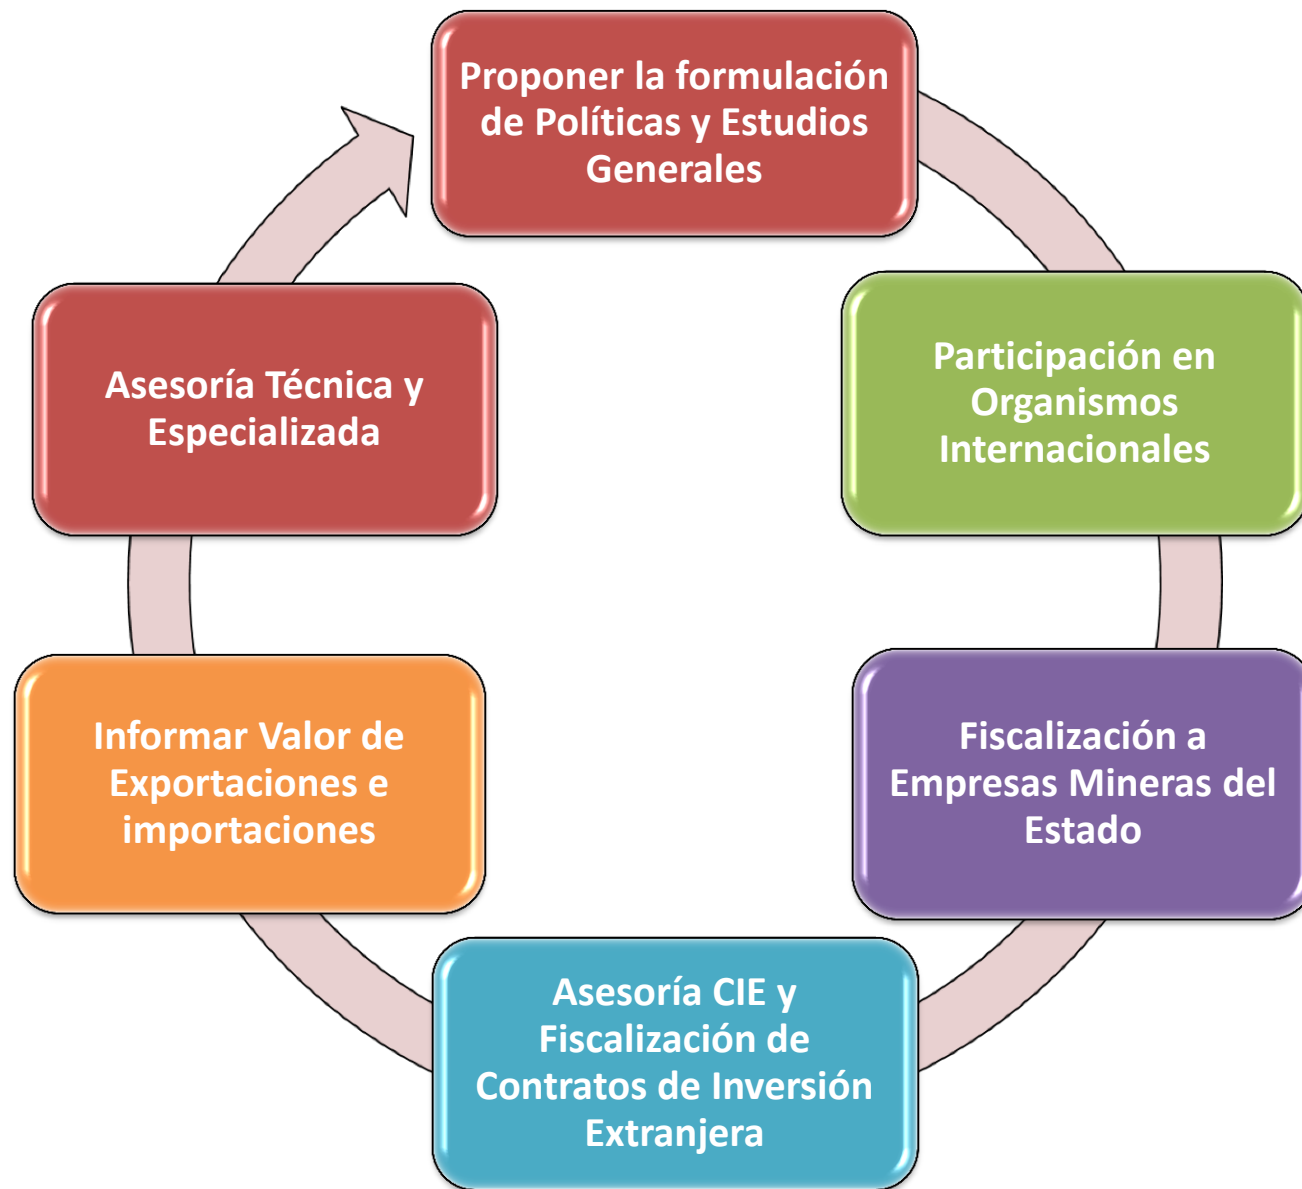 Proponer la formulación
de Políticas y Estudios
Generales
Participación en
Organismos
Internacionales
Fiscalización a
Empresas Mineras del
Estado
Asesoría CIE y
Fiscalización de
Contratos de Inversión
Extranjera
Informar Valor de
Exportaciones e
importaciones
Asesoría Técnica y
Especializada